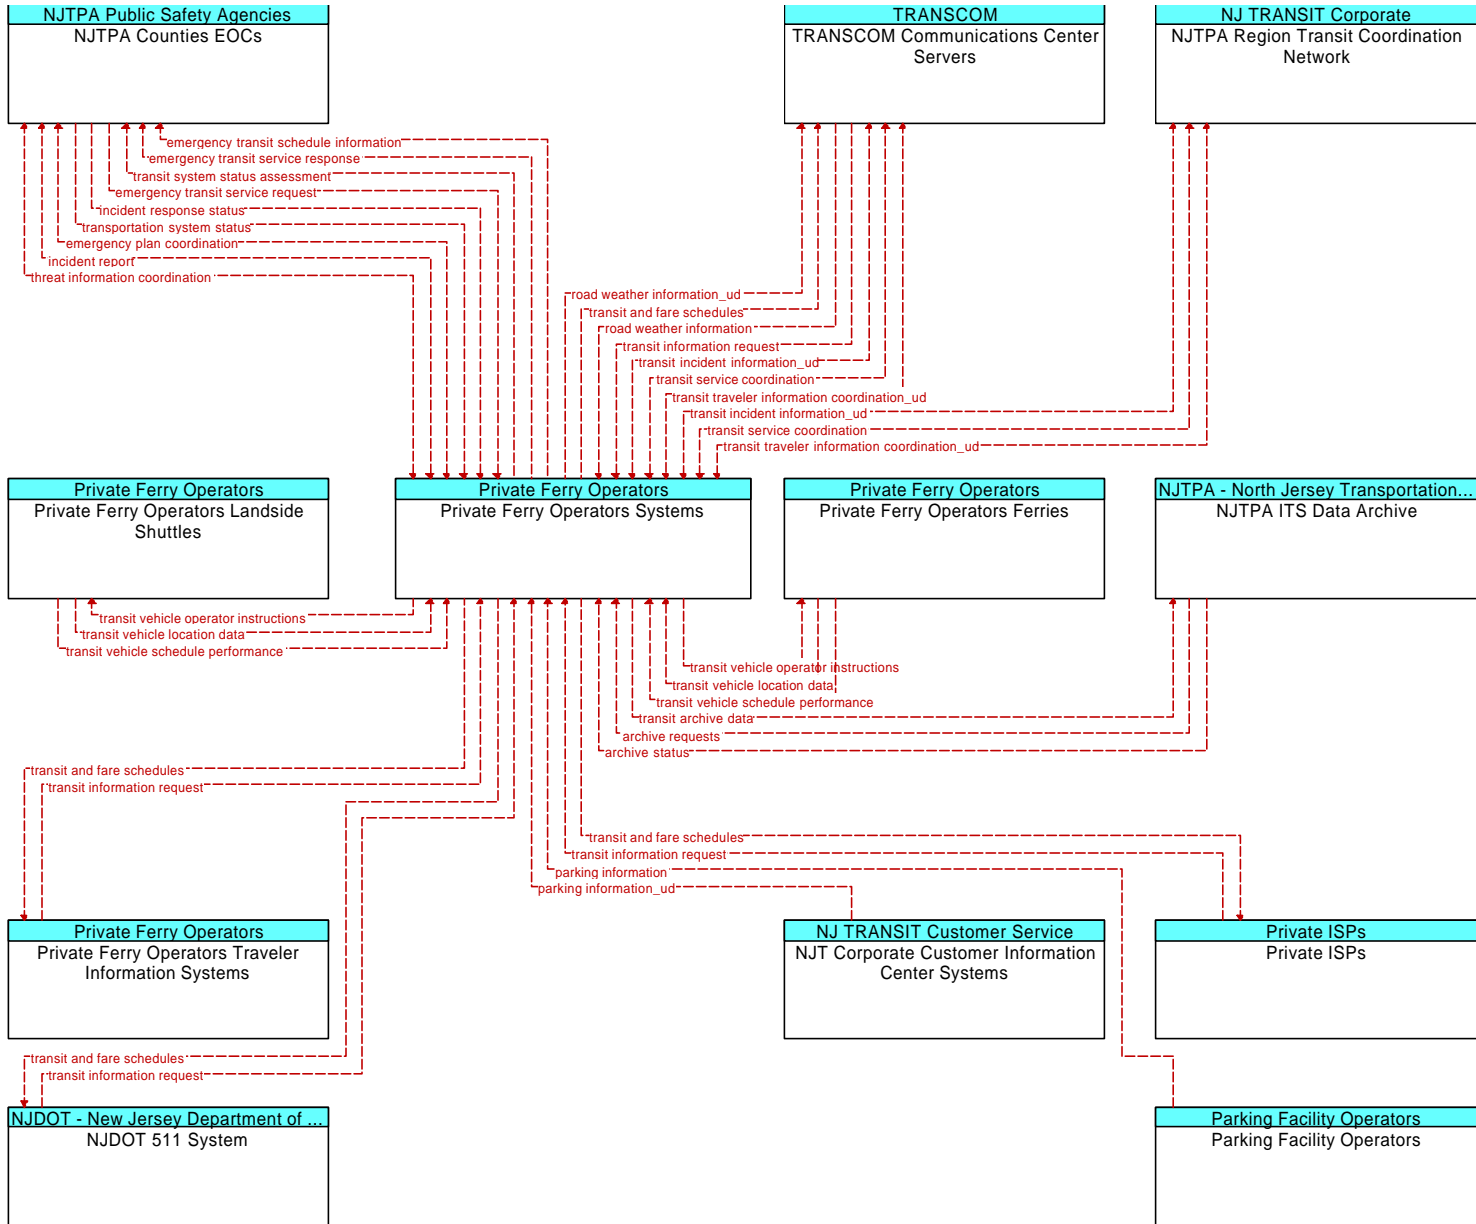 NJTPA Public Safety Agencies
NJTPA Counties EOCs
TRANSCOM
TRANSCOM Communications Center
Servers
NJ TRANSIT Corporate
NJTPA Region Transit Coordination
Network
emergency transit schedule information
emergency transit service response
transit system status assessment
emergency transit service request
incident response status
transportation system status
emergency plan coordination
incident report
threat information coordination
road weather information_ud
transit and fare schedules
road weather information
transit information request
transit incident information_ud
transit service coordination
transit traveler information coordination_ud
transit incident information_ud
transit service coordination
transit traveler information coordination_ud
Private Ferry Operators
Private Ferry Operators Landside
Shuttles
Private Ferry Operators
Private Ferry Operators Systems
Private Ferry Operators
Private Ferry Operators Ferries
NJTPA - North Jersey Transportation...
NJTPA ITS Data Archive
transit vehicle operator instructions
transit vehicle location data
transit vehicle schedule performance
transit vehicle operator instructions
transit vehicle location data
transit vehicle schedule performance
transit archive data
archive requests
archive status
transit and fare schedules
transit information request
transit and fare schedules
transit information request
parking information
parking information_ud
Private Ferry Operators
Private Ferry Operators Traveler
Information Systems
NJ TRANSIT Customer Service
NJT Corporate Customer Information
Center Systems
Private ISPs
Private ISPs
transit and fare schedules
transit information request
NJDOT - New Jersey Department of ...
NJDOT 511 System
Parking Facility Operators
Parking Facility Operators